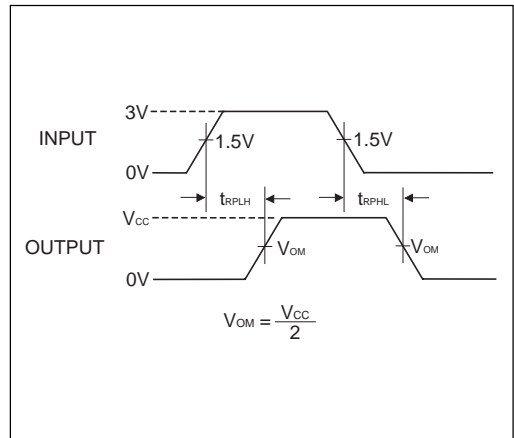 3V
INPUT
1.5V
1.5V
0V
tRPLH
tRPHL
VCC
OUTPUT
VOM
VOM
0V
VOM = VCC
2